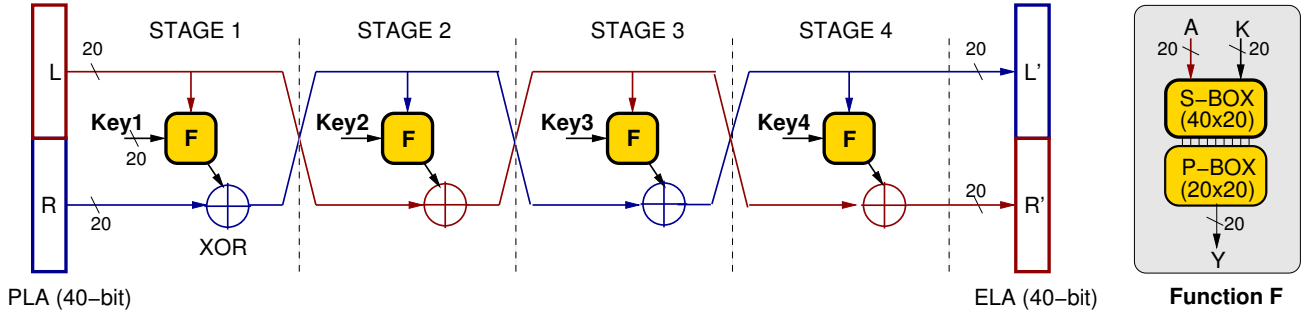 STAGE 1
STAGE 2
STAGE 3
STAGE 4
20
L
Key1
20
F
Key2
F
Key3
F
Key4
F
20
L'
R
20
XOR
20
R'
PLA (40−bit)
ELA (40−bit)
A
K
20
20
S−BOX
(40x20)
P−BOX
(20x20)
20
Y
Function F